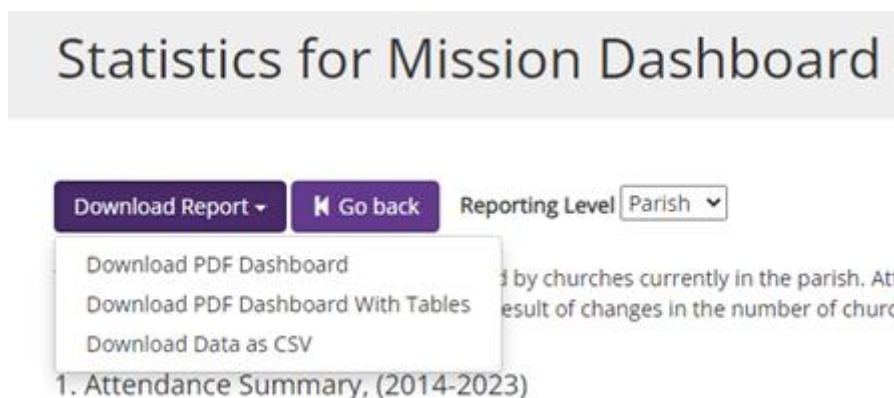 Statistics for Mission Dashboard
Download Report Go back Reporting Level Parish
Download PDF Dashboard
by churches currently in the parish.
Download PDF Dashboard With Tables
result of changes in the number of
Download Data as CSV
1. Attendance Summary, (2014-2023)